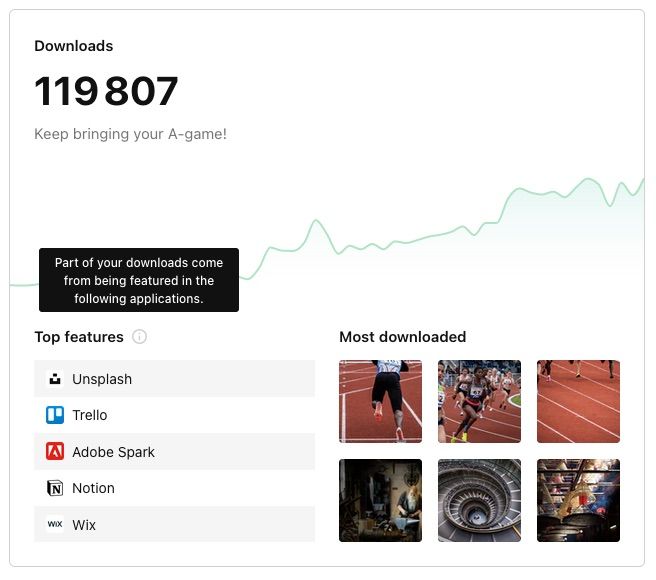 Downloads
119 807
Keep bringing your A-game!
Part of your downloads come
from being featured in the
following applications.
Top features
Most downloaded
Unsplash
Trello
Adobe Spark
Notion
WiX Wix